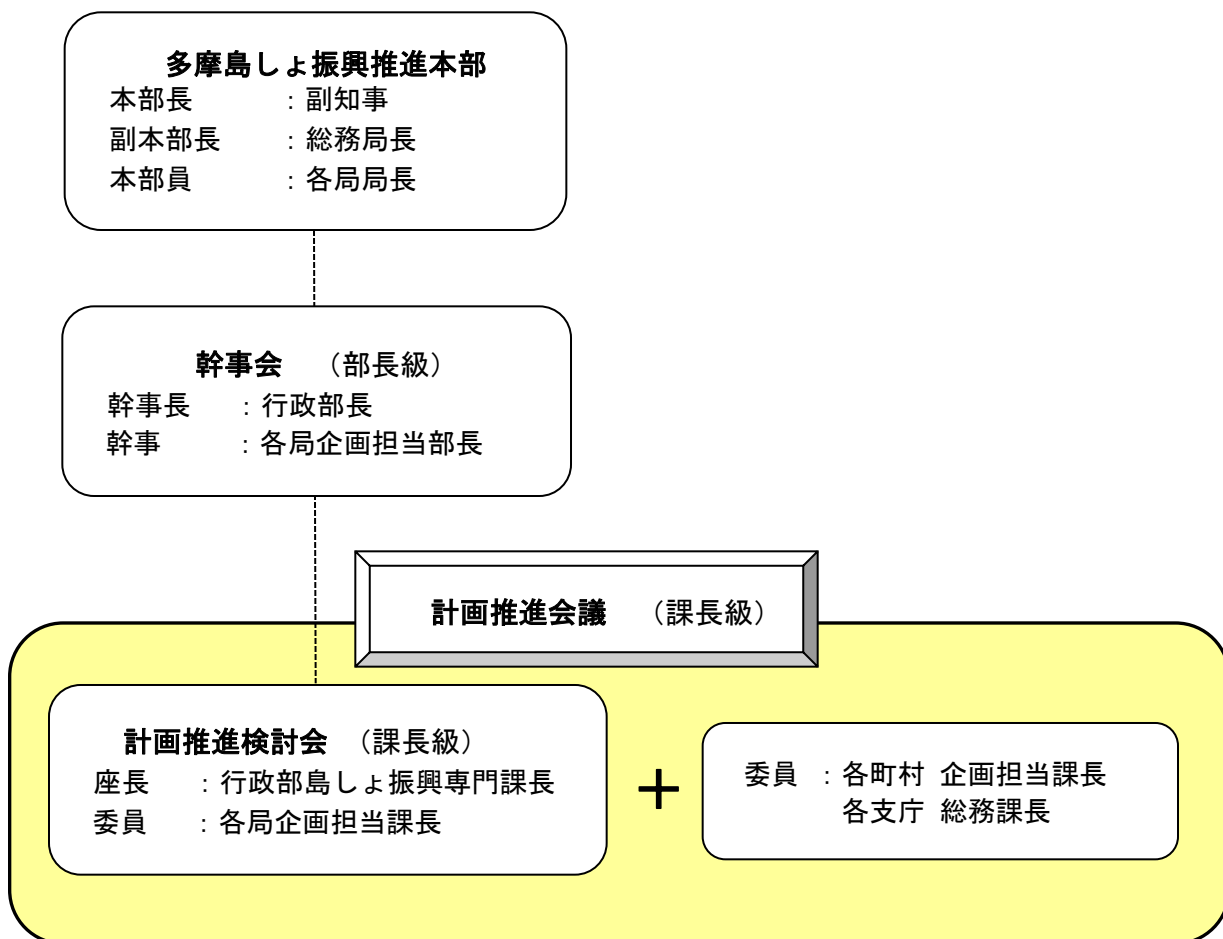 多摩島しょ振興推進本部
本部長 : 副知事
副本部長 : 総務局長
本部員 : 各局局長
幹事会 (部長級)
幹事長 : 行政部長
幹事 : 各局企画担当部長
計画推進会議 (課長級)
計画推進検討会 (課長級)
座長 : 行政部島しょ振興専門課長
委員 : 各局企画担当課長
+
委員 : 各町村 企画担当課長
各支庁 総務課長